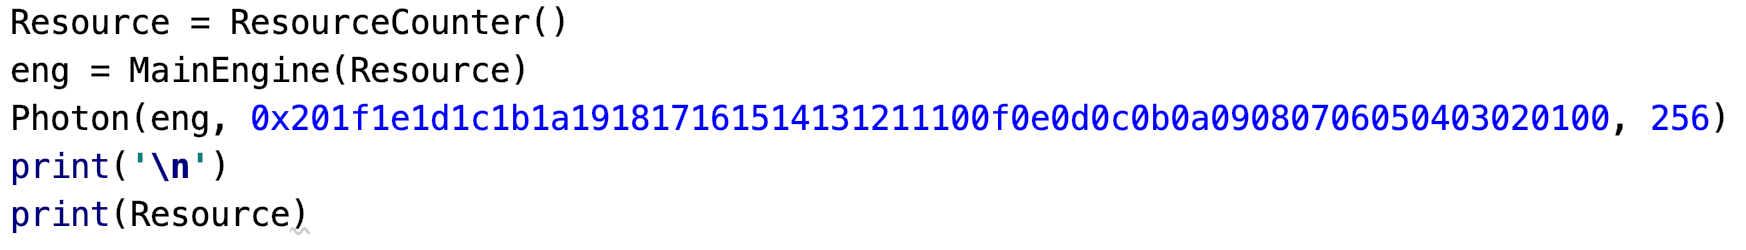 Resource = ResourceCounter()
eng = MainEngine(Resource)
Photon(eng, 0x201f1e1d1c1b1a191817161514131211100f0e0d0c0b0a09080706050403020100, 256)
print('\n')
print(Resource)